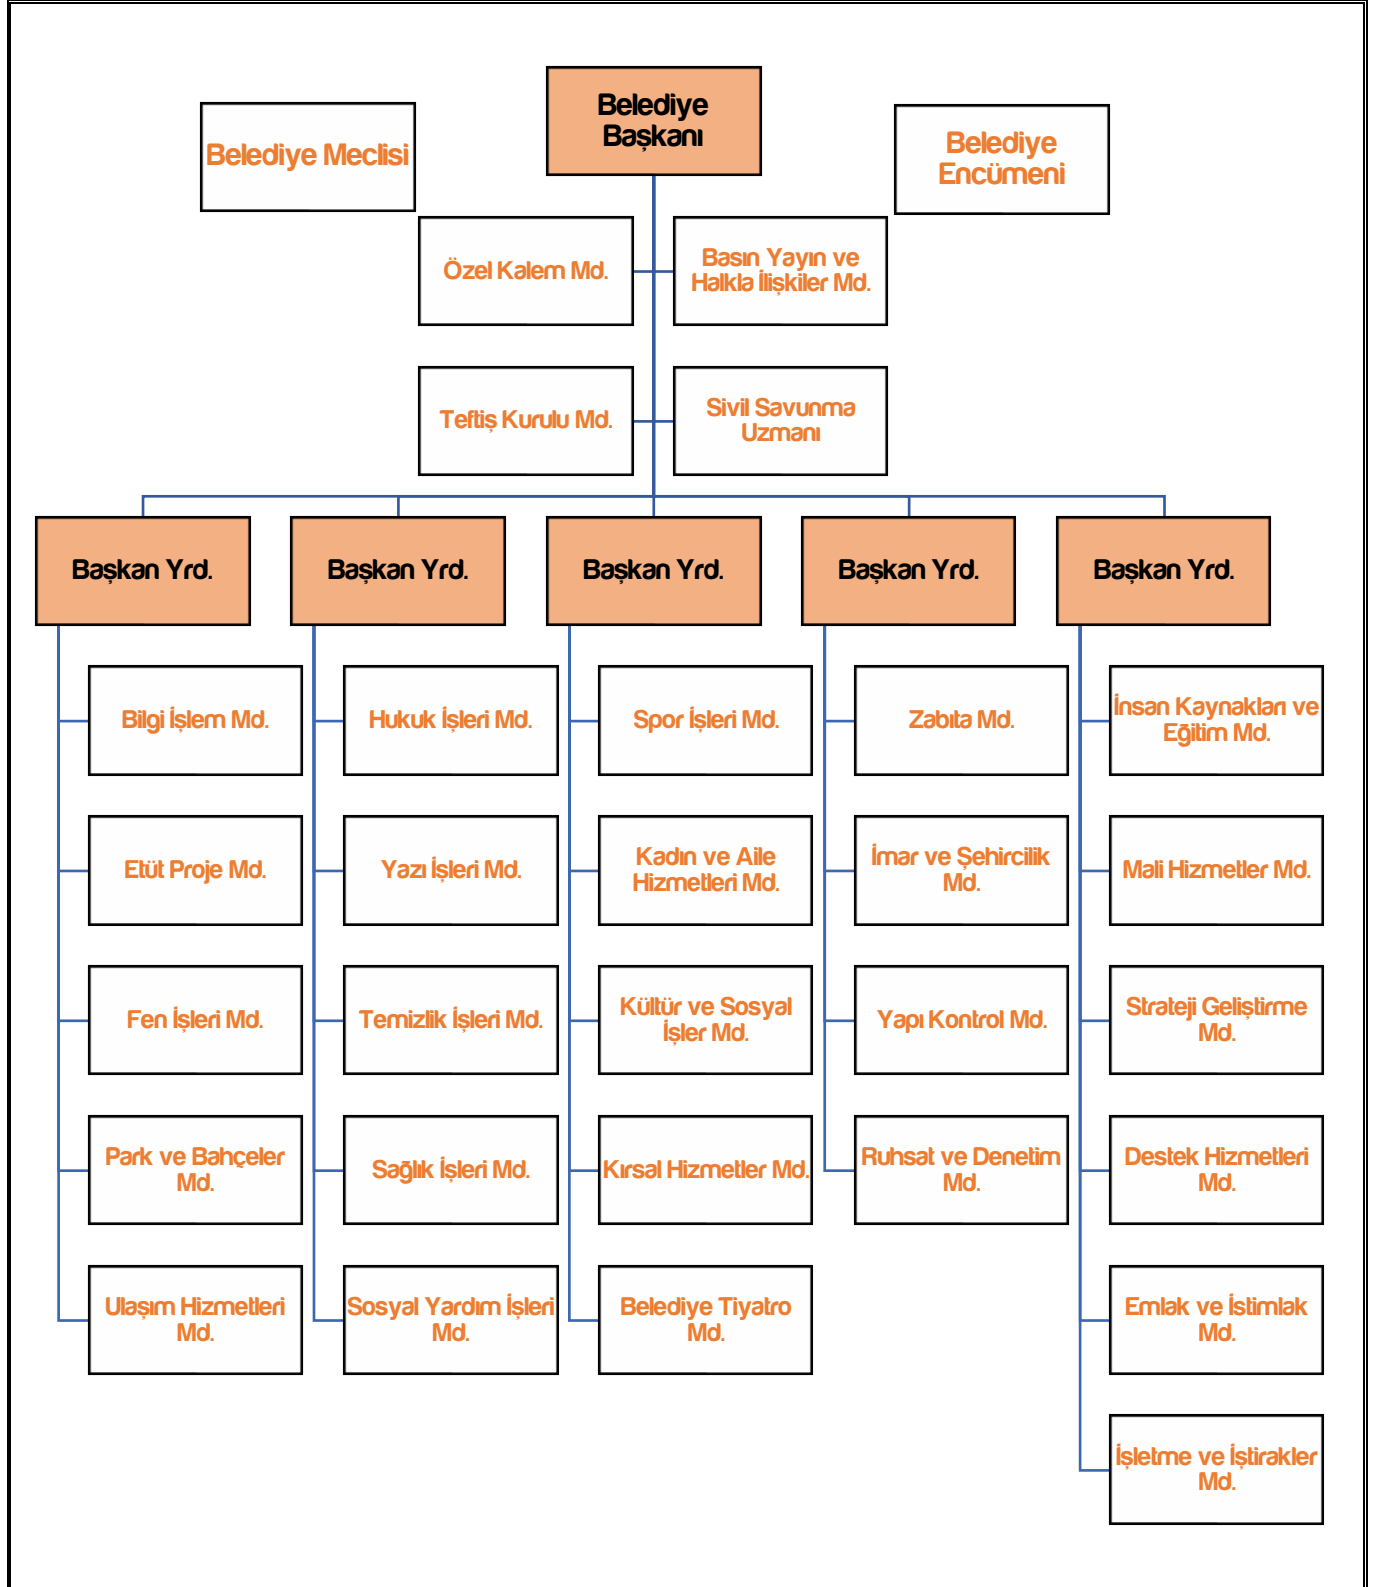 Belediye
Başkanı
Belediye Meclisi
Belediye
Encümeni
Özel Kalem Md.
Basın Yayın ve
Halkla İlişkiler Md.
Teftiş Kurulu Md.
Sivil Savunma
Uzmanı
Başkan Yrd.
Başkan Yrd.
Başkan Yrd.
Başkan Yrd.
Başkan Yrd.
Bilgi İşlem Md.
Hukuk İşleri Md.
Spor İşleri Md.
Zabıta Md.
İnsan Kaynakları ve
Eğitim Md.
Etüt Proje Md.
Yazı İşleri Md.
Kadın ve Aile
Hizmetleri Md.
İmar ve Şehircilik
Md.
Mali Hizmetler Md.
Fen İşleri Md.
Temizlik İşleri Md.
Kültür ve Sosyal
İşler Md.
Yapı Kontrol Md.
Strateji Geliştirme
Md.
Park ve Bahçeler
Md.
Sağlık İşleri Md.
Kırsal Hizmetler Md.
Ruhsat ve Denetim
Md.
Destek Hizmetleri
Md.
Ulaşım Hizmetleri
Md.
Sosyal Yardım İşleri
Md.
Belediye Tiyatro
Md.
Emlak ve İstimlak
Md.
İşletme ve İştirakler
Md.